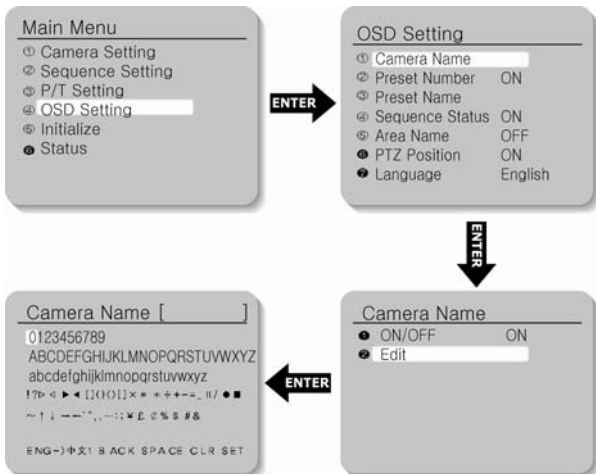 Main Menu
① Camera Setting
② Sequence Setting
③ P/T Setting
④ OSD Setting
⑤ Initialize
❻ Status
ENTER
OSD Setting
① Camera Name
② Preset Number ON
③ Preset Name
④ Sequence Status ON
⑤ Area Name OFF
❻ PTZ Position ON
❼ Language English
ENTER
Camera Name
❶ ON/OFF ON
❷ Edit
ENTER
Camera Name [ ]
0123456789
ABCDEFGHIJKLMNOPQRSTUVWXYZ
abcdefghijklmnopqrstuvwxyz
ENG-)中文1 BACK SPACE CLR SET